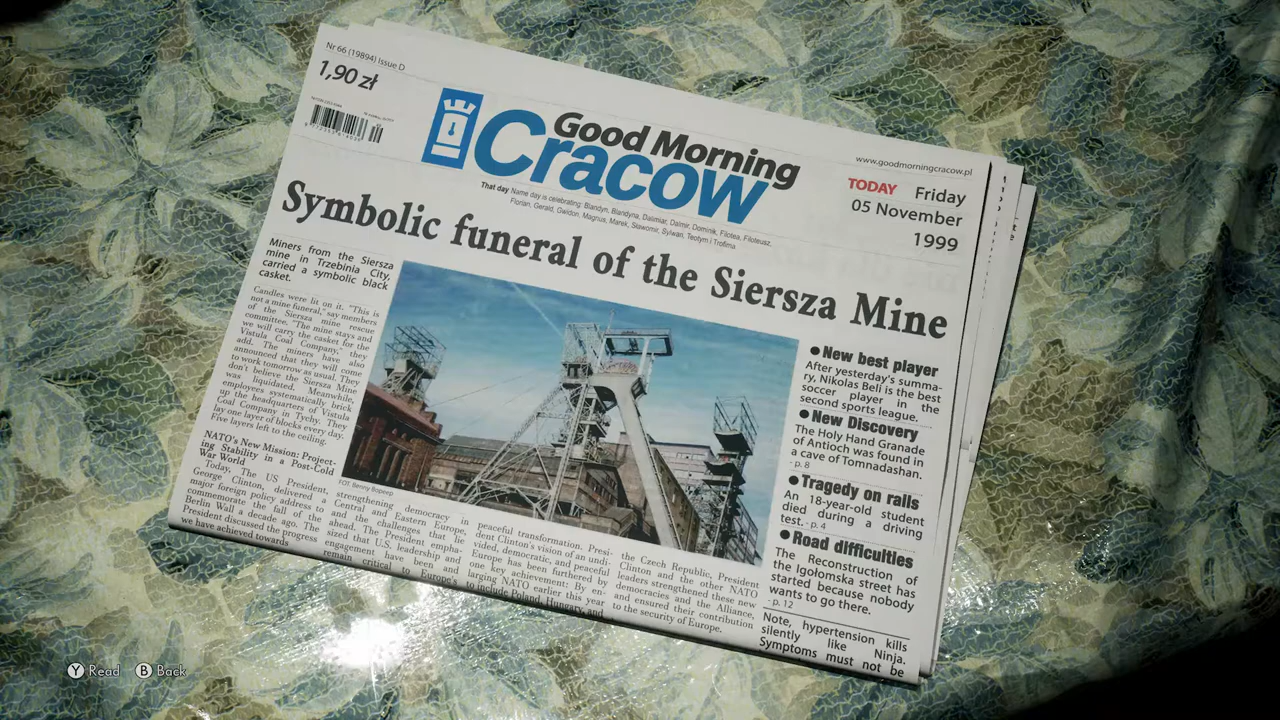 Nr 66 (19894) Issue D
1,90 zł
Good Morning
Cracow
That day Name day is celebrating: Blandyn, Blandyna, Dalimiar, Dalmir, Dominik, Filotea, Filoteusz,
Florian, Gerald, Gwidon, Magnus, Marek, Sławomir, Sylwan, Teotym i Trofima
www.goodmorningcracow.pl
TODAY
Friday
05 November
1999
Symbolic funeral of the Siersza Mine
Miners from the Siersza
mine in Trzebinia City,
carried a symbolic black
casket.
Candles were lit on it. "This is
not a mine funeral," say members
of the Siersza mine rescue
committee. "The mine stays and
we will carry the casket for the
Vistula Coal Company," they
add. The miners have also
announced that they will come
to work tomorrow as usual. They
don't believe the Siersza Mine
was liquidated. Meanwhile,
employees systematically brick
up the headquarters of Vistula
Coal Company in Tychy. They
lay one layer of blocks every day.
Five layers left to the ceiling.
NATO's New Mission: Project-
ing Stability in a Post-Cold
War World
Today, The US President,
George Clinton, delivered a
major foreign policy address to
commemorate the fall of the
Berlin Wall a decade ago. The
President discussed the progress
we have achieved towards
FOT. Benny Bopeep
strengthening democracy in
Central and Eastern Europe,
and the challenges that lie
ahead. The President empha-
sized that U.S. leadership and
engagement have been and
remain critical to Europe's
peaceful transformation. Presi-
dent Clinton's vision of an undi-
vided, democratic, and peaceful
Europe has been furthered by
one key achievement: By en-
larging NATO earlier this year
to include Poland, Hungary, and
the Czech Republic, President
Clinton and the other NATO
leaders strengthened these new
democracies and the Alliance,
and ensured their contribution
to the security of Europe.
●New best player
After yesterday's summa-
ry, Nikolas Beli is the best
soccer player in the
second sports league.
●New Discovery
The Holy Hand Granade
of Antioch was found in
a cave of Tomnadashan.
- p. 8
●Tragedy on rails
An 18-year-old student
died during a driving
test. - p. 4
●Road difficulties
The Reconstruction of
the Igołomska street has
started because nobody
wants to go there.
- p. 12
Note, hypertension kills
silently like Ninja.
Symptoms must not be
Y Read B Back